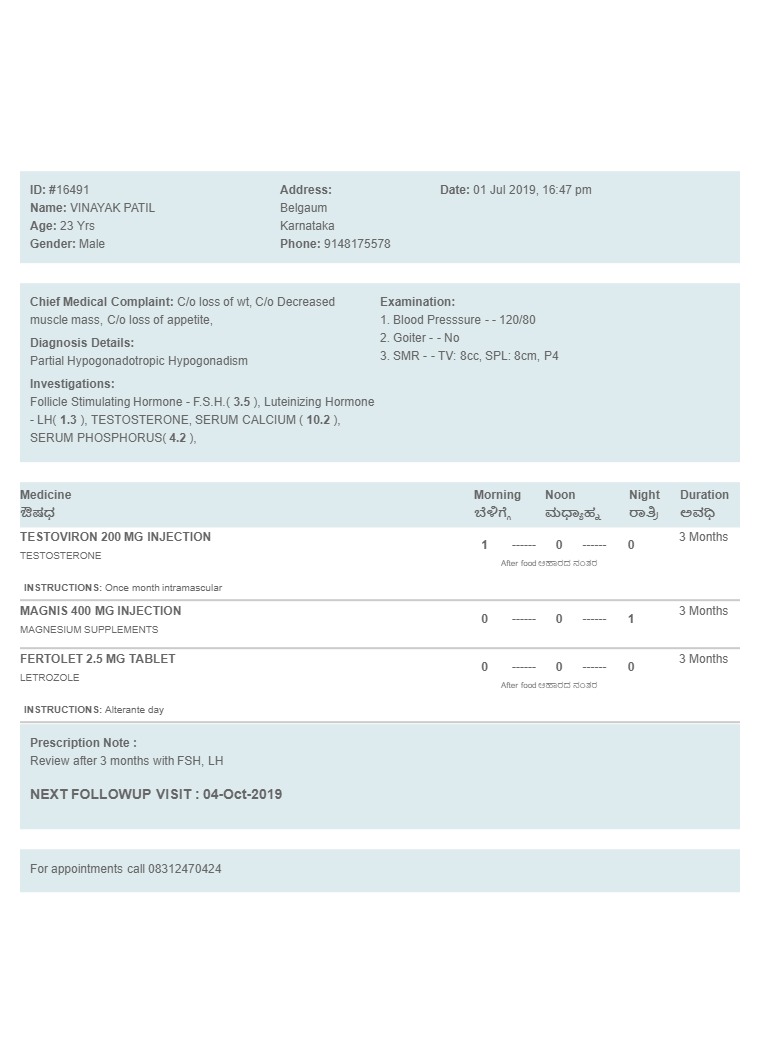 ID: #16491
Name: VINAYAK PATIL
Age: 23 Yrs
Gender: Male
Address:
Belgaum
Karnataka
Phone: 9148175578
Date: 01 Jul 2019, 16:47 pm
Chief Medical Complaint: C/o loss of wt, C/o Decreased
muscle mass, C/o loss of appetite,
Diagnosis Details:
Partial Hypogonadotropic Hypogonadism
Investigations:
Follicle Stimulating Hormone - F.S.H.( 3.5 ), Luteinizing Hormone
- LH( 1.3 ), TESTOSTERONE, SERUM CALCIUM ( 10.2 ),
SERUM PHOSPHORUS( 4.2 ),
Examination:
1. Blood Presssure - - 120/80
2. Goiter - - No
3. SMR - - TV: 8cc, SPL: 8cm, P4
Medicine Morning Noon Night Duration
ಔಷಧ ಬೆಳಿಗ್ಗೆ ಮಧ್ಯಾಹ್ನ ರಾತ್ರಿ ಅವಧಿ
TESTOVIRON 200 MG INJECTION 3 Months
1 ------ 0 ------ 0
TESTOSTERONE
After food ಆಹಾರದ ನಂತರ
INSTRUCTIONS: Once month intramascular
MAGNIS 400 MG INJECTION 3 Months
0 ------ 0 ------ 1
MAGNESIUM SUPPLEMENTS
FERTOLET 2.5 MG TABLET 3 Months
0 ------ 0 ------ 0
LETROZOLE
After food ಆಹಾರದ ನಂತರ
INSTRUCTIONS: Alterante day
Prescription Note :
Review after 3 months with FSH, LH
NEXT FOLLOWUP VISIT : 04-Oct-2019
For appointments call 08312470424